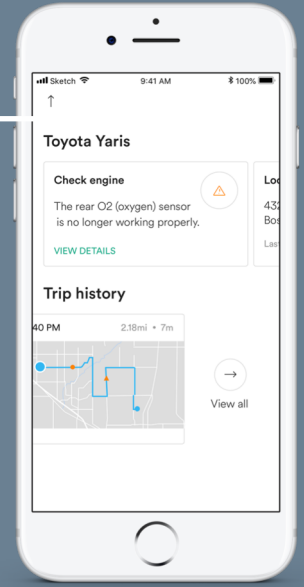 Sketch 9:41 AM 100%
Toyota Yaris
Check engine
The rear O2 (oxygen) sensor
is no longer working properly.
VIEW DETAILS
Loc
432
Bos
Last
Trip history
40 PM 2.18mi • 7m
View all